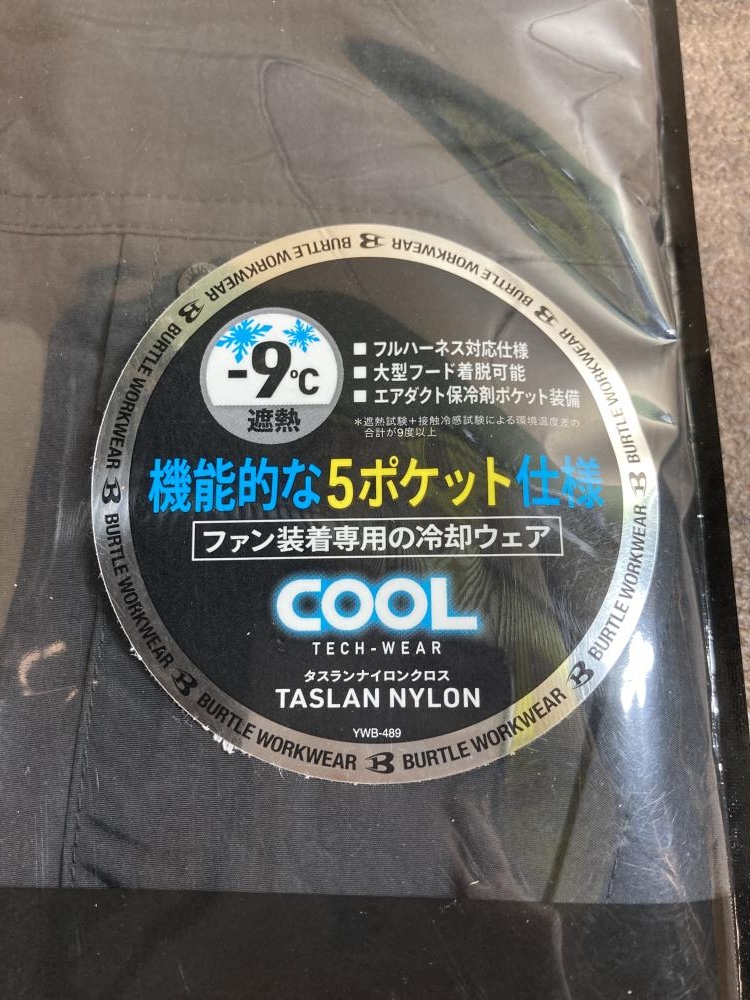 BURTLE WORKWEAR BURTLE WORKWEAR BURTLE WORKWEAR BURTLE WORKWEAR BURTLE WORKWEAR BURTLE WORKWEAR BURTLE WORKWEAR BURTLE WORKWEAR
-9℃
遮熱
■ フルハーネス対応仕様
■ 大型フード着脱可能
■ エアダクト保冷剤ポケット装備
＊遮熱試験＋接触冷感試験による環境温度差の
合計が9度以上
機能的な5ポケット仕様
ファン装着専用の冷却ウェア
COOL
TECH-WEAR
タスランナイロンクロス
TASLAN NYLON
YWB-489